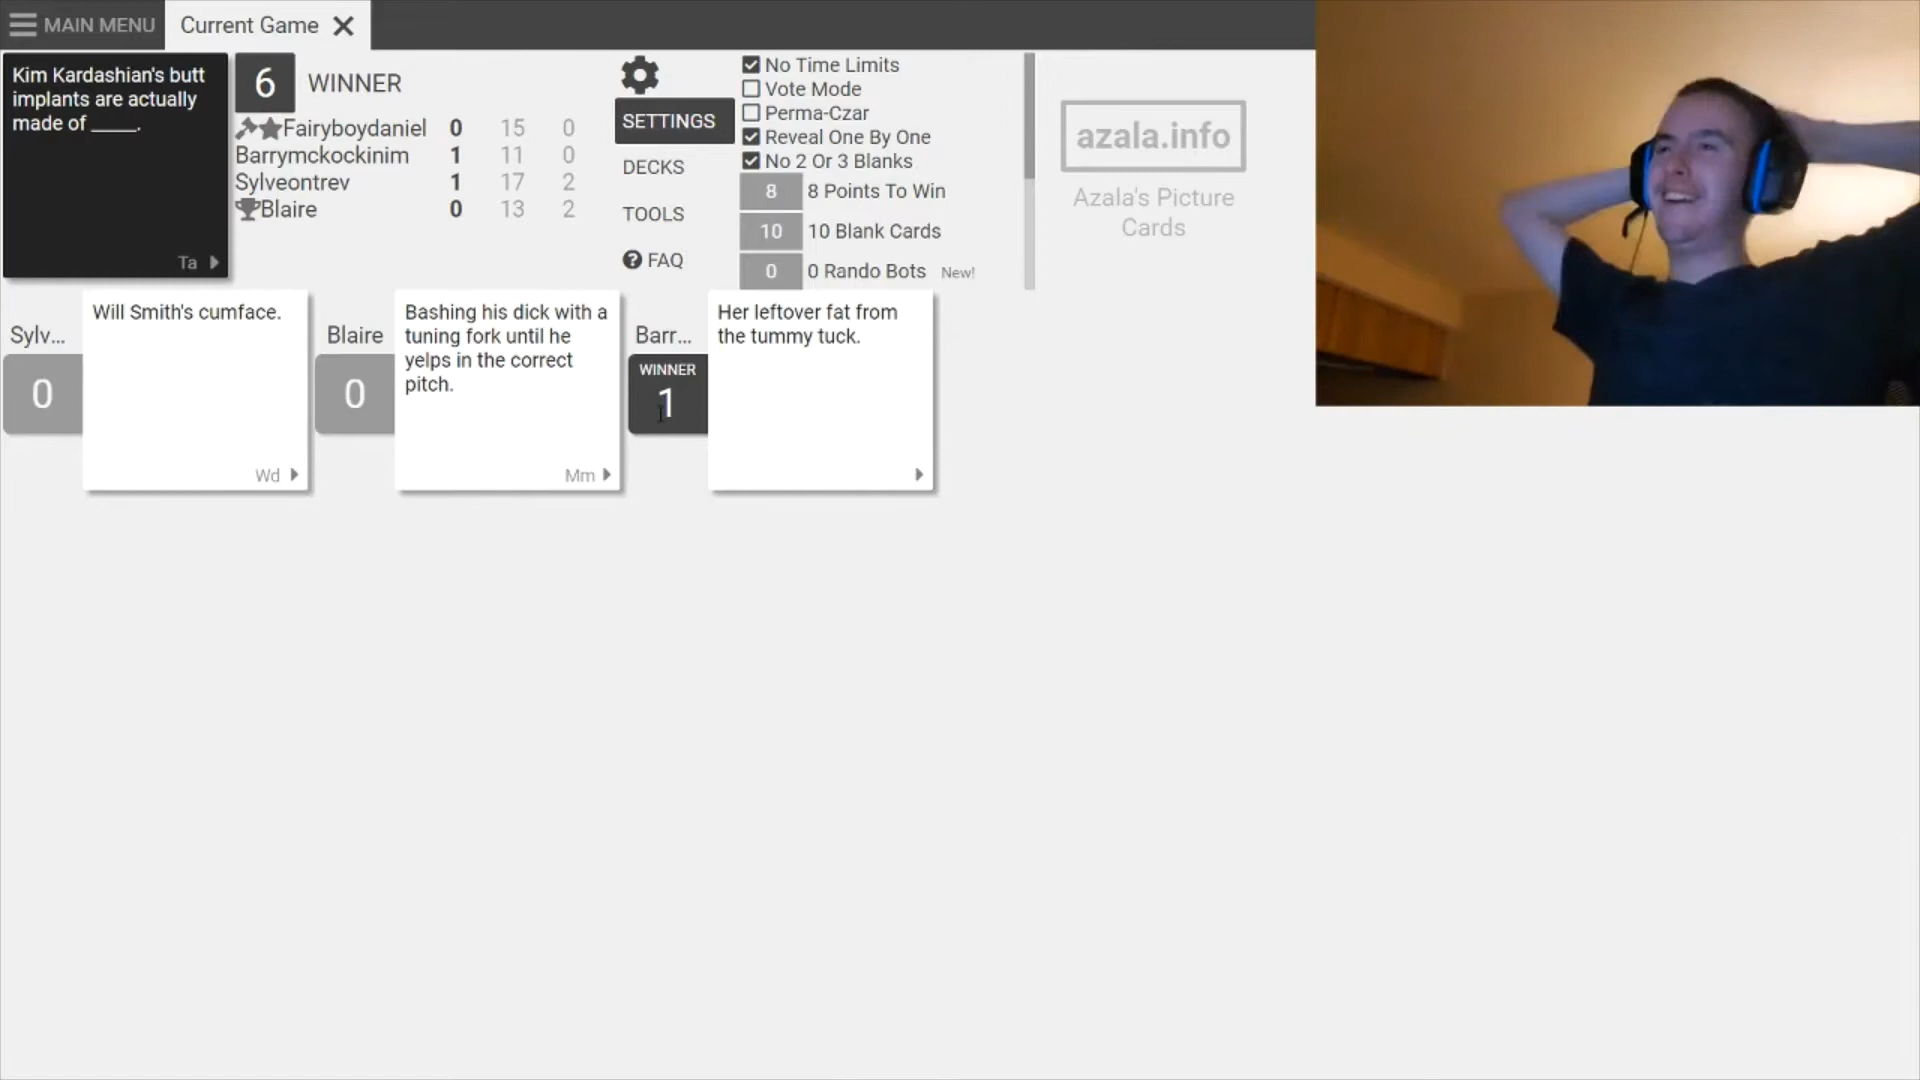 MAIN MENU
Current Game
Kim Kardashian's butt
implants are actually
made of _____.
Ta
6 WINNER
Fairyboydaniel 0 15 0
Barrymckockinim 1 11 0
Sylveontrev 1 17 2
Blaire 0 13 2
SETTINGS
DECKS
TOOLS
FAQ
No Time Limits
Vote Mode
Perma-Czar
Reveal One By One
No 2 Or 3 Blanks
8 8 Points To Win
10 10 Blank Cards
0 0 Rando Bots New!
azala.info
Azala's Picture
Cards
Sylv...
0
Will Smith's cumface.
Wd
Blaire
0
Bashing his dick with a
tuning fork until he
yelps in the correct
pitch.
Mm
Barr...
WINNER
1
Her leftover fat from
the tummy tuck.